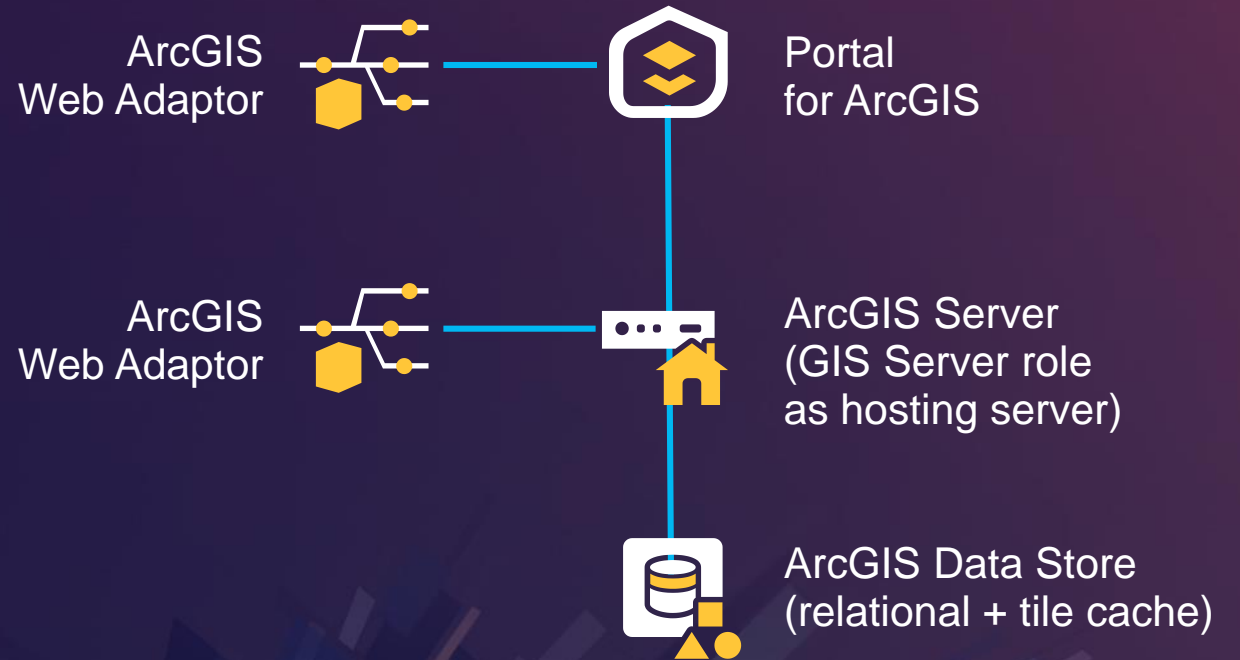 ArcGIS
Web Adaptor
Portal
for ArcGIS
ArcGIS
Web Adaptor
ArcGIS Server
(GIS Server role
as hosting server)
ArcGIS Data Store
(relational + tile cache)